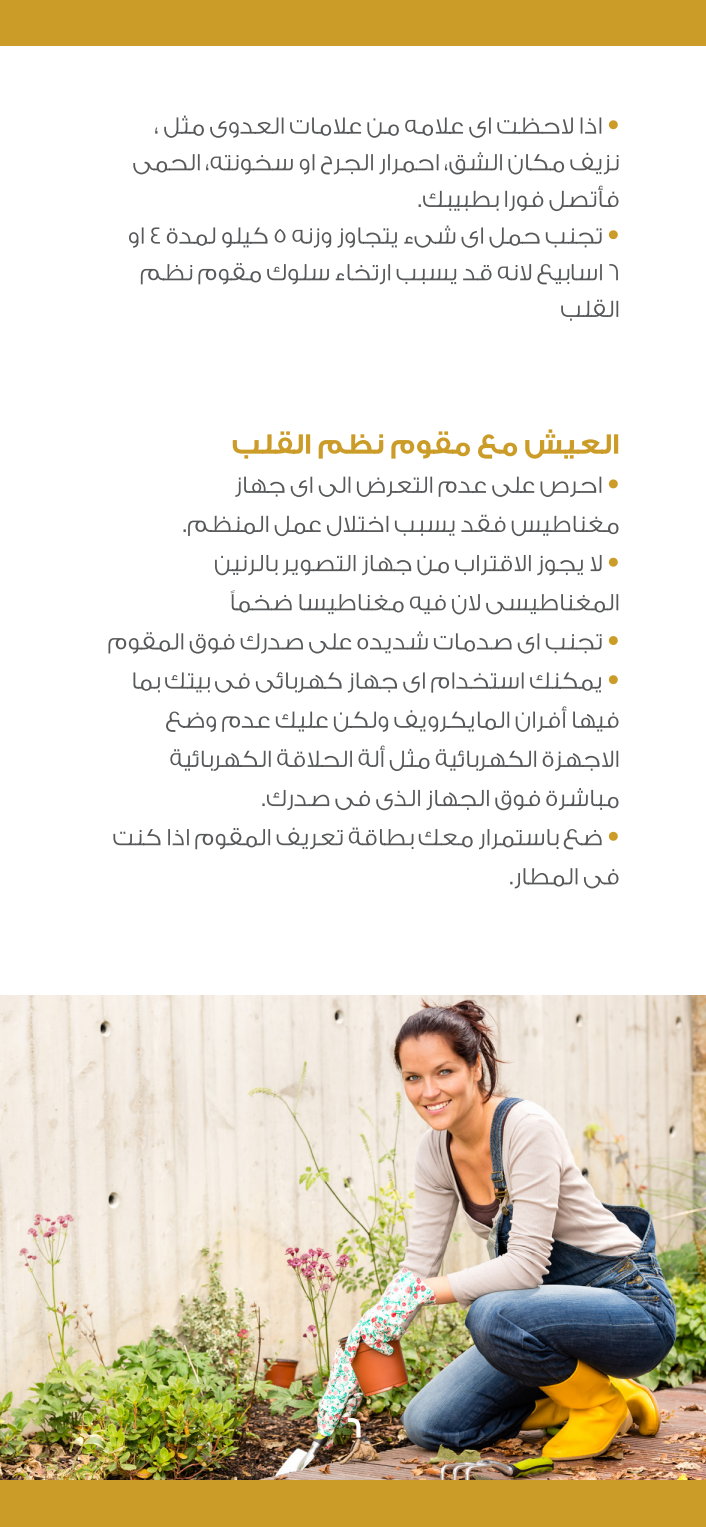 • اذا لاحظت اى علامه من علامات العدوى مثل ،
نزيف مكان الشق، احمرار الجرح او سخونته، الحمى
فأتصل فورا بطبيبك.
• تجنب حمل اى شىء يتجاوز وزنه ٥ كيلو لمدة ٤ او
٦ اسابيع لانه قد يسبب ارتخاء سلوك مقوم نظم
القلب
العيش مع مقوم نظم القلب
• احرص على عدم التعرض الى اى جهاز
مغناطيس فقد يسبب اختلال عمل المنظم.
• لا يجوز الاقتراب من جهاز التصوير بالرنين
المغناطيسى لان فيه مغناطيسا ضخماً
• تجنب اى صدمات شديده على صدرك فوق المقوم
• يمكنك استخدام اى جهاز كهربائى فى بيتك بما
فيها أفران المايكرويف ولكن عليك عدم وضع
الاجهزة الكهربائية مثل ألة الحلاقة الكهربائية
مباشرة فوق الجهاز الذى فى صدرك.
• ضع باستمرار معك بطاقة تعريف المقوم اذا كنت
فى المطار.